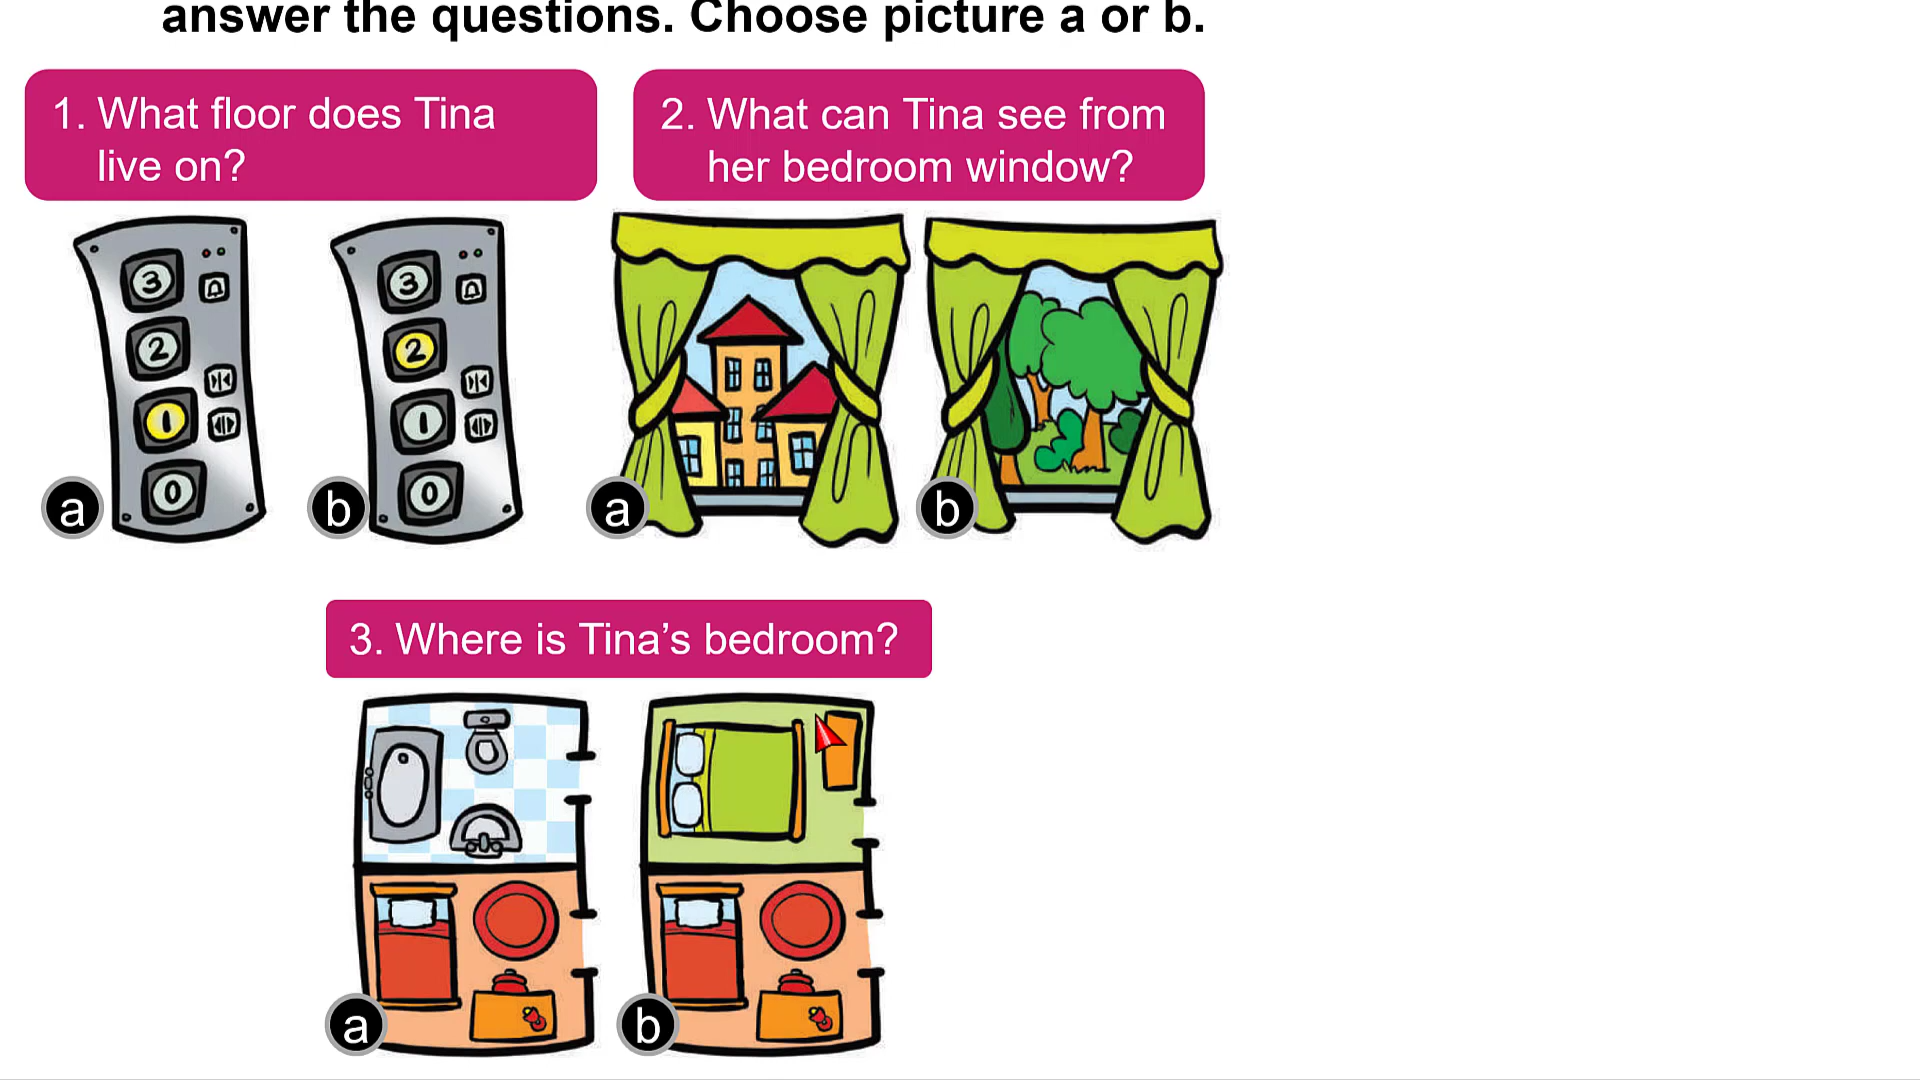 answer the questions. Choose picture a or b.
1. What floor does Tina
live on?
2. What can Tina see from
her bedroom window?
3
2
1
0
a
3
2
1
0
b
a
b
3. Where is Tina’s bedroom?
a
b